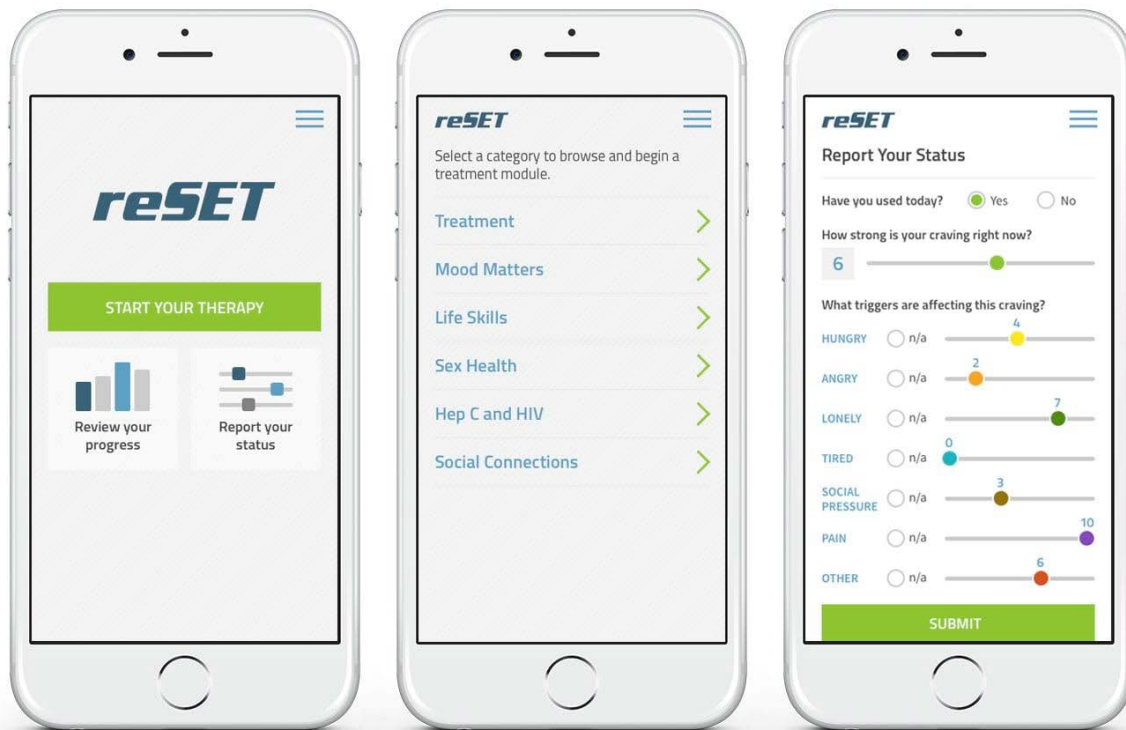 reSET
START YOUR THERAPY
Review your
progress
Report your
status
reSET
Select a category to browse and begin a
treatment module.
Treatment
Mood Matters
Life Skills
Sex Health
Hep C and HIV
Social Connections
reSET
Report Your Status
Have you used today? Yes No
How strong is your craving right now?
6
What triggers are affecting this craving?
4
HUNGRY n/a
2
ANGRY n/a
7
LONELY n/a
0
TIRED n/a
3
SOCIAL
PRESSURE n/a
10
PAIN n/a
6
OTHER n/a
SUBMIT